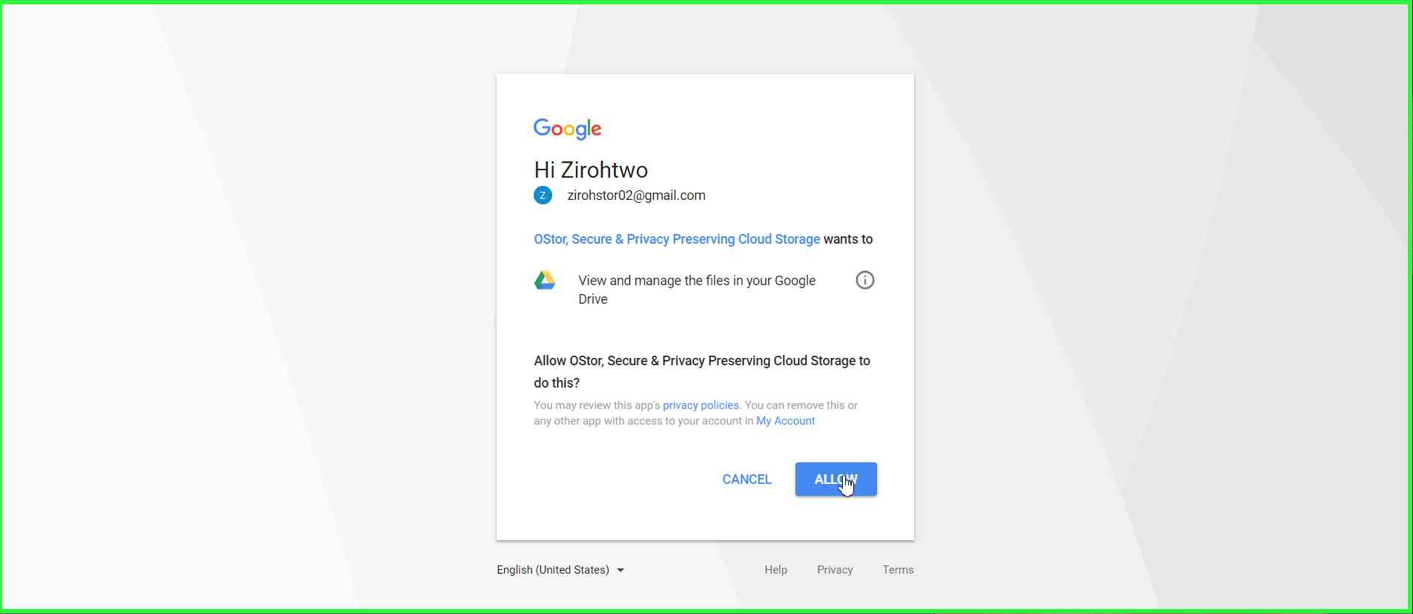 Google
Hi Zirohtwo
Z zirohstor02@gmail.com
OStor, Secure & Privacy Preserving Cloud Storage wants to
View and manage the files in your Google
Drive
Allow OStor, Secure & Privacy Preserving Cloud Storage to
do this?
You may review this app's privacy policies. You can remove this or
any other app with access to your account in My Account
CANCEL ALLOW
English (United States) Help Privacy Terms